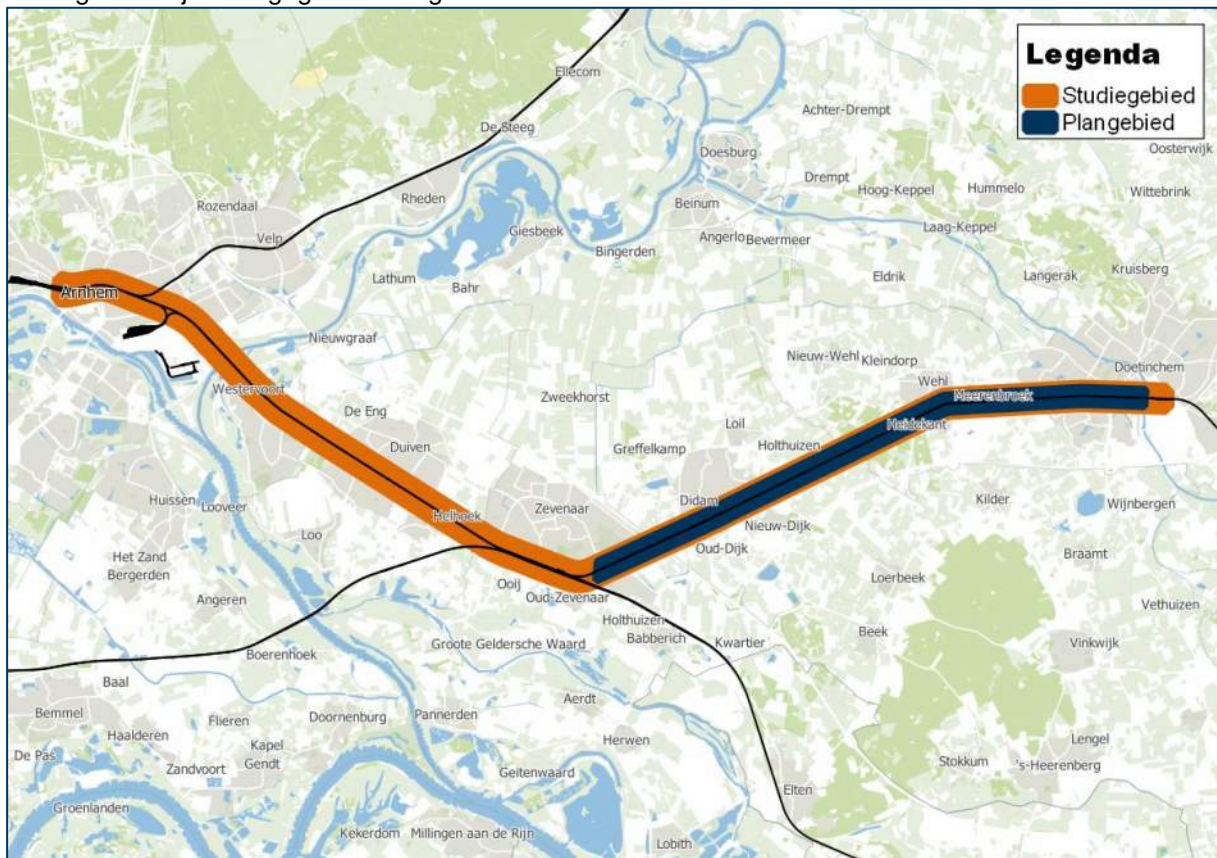 Legenda
Studiegebied
Plangebied
Ellecom
Achter-Drempt
De Steeg
Oosterwijk
Doesburg
Drempt
Hoog-Keppel
Hummelo
Wittebrink
Rheden
Rozendaal
Beinum
Giesbeek
Laag-Keppel
Velp
Angerlo
Bevermeer
Bingerden
Lathum
Bahr
Eldrik
Langerak
Kruisberg
Arnhem
Nieuwgraaf
Nieuw-Wehl
Kleindorp
Doetinchem
Wehl
Westervoort
Zweekhorst
Meerenbroek
De Eng
Loil
Heidekant
Duiven
Greffelkamp
Holthuizen
Huissen
Looveer
Didam
Kilder
Wijnbergen
Zevenaar
Helhoek
Nieuw-Dijk
Loo
Oud-Dijk
Braamt
Het Zand
Bergerden
Ooij
Loerbeek
Angeren
Oud-Zevenaar
Vethuizen
Holthuizen
Babberich
Kwartier
Beek
Vinkwijk
Groote Geldersche Waard
Boerenhoek
Baal
Aerdt
Bemmel
Flieren
Doornenburg
Pannerden
Haalderen
Herwen
Lengel
De Pas
Kapel
Zandvoort
Gendt
Stokkum
's-Heerenberg
Geitenwaard
Elten
Groenlanden
Kekerdom
Millingen aan de Rijn
Lobith